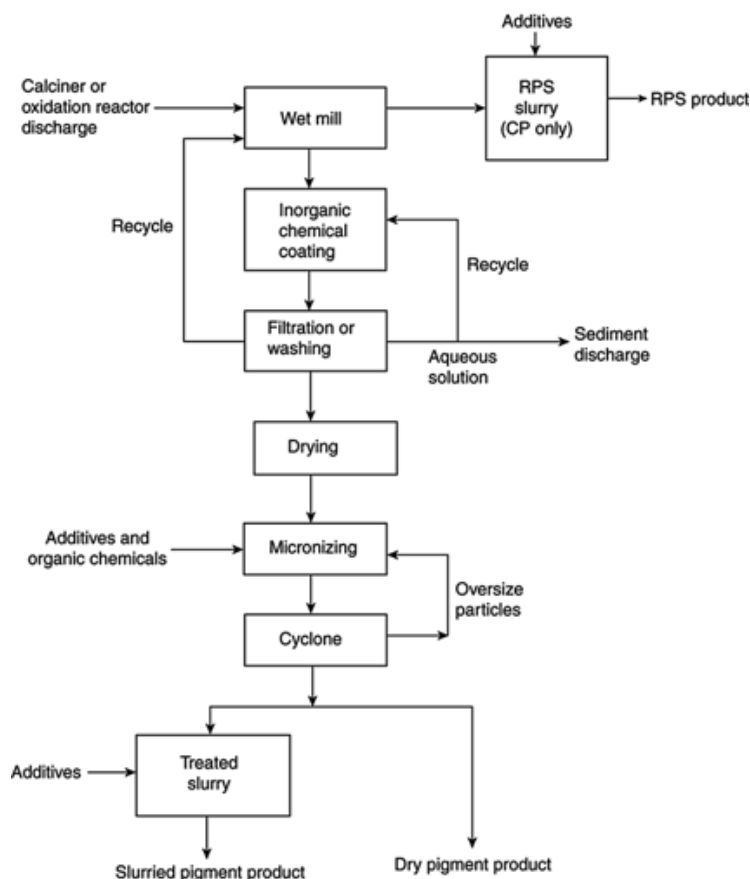 Additives
Calciner or
oxidation reactor
discharge
Wet mill
RPS
slurry
(CP only)
RPS product
Recycle
Inorganic
chemical
coating
Recycle
Filtration or
washing
Aqueous
solution
Sediment
discharge
Drying
Additives and
organic chemicals
Micronizing
Oversize
particles
Cyclone
Additives
Treated
slurry
Slurried pigment product
Dry pigment product